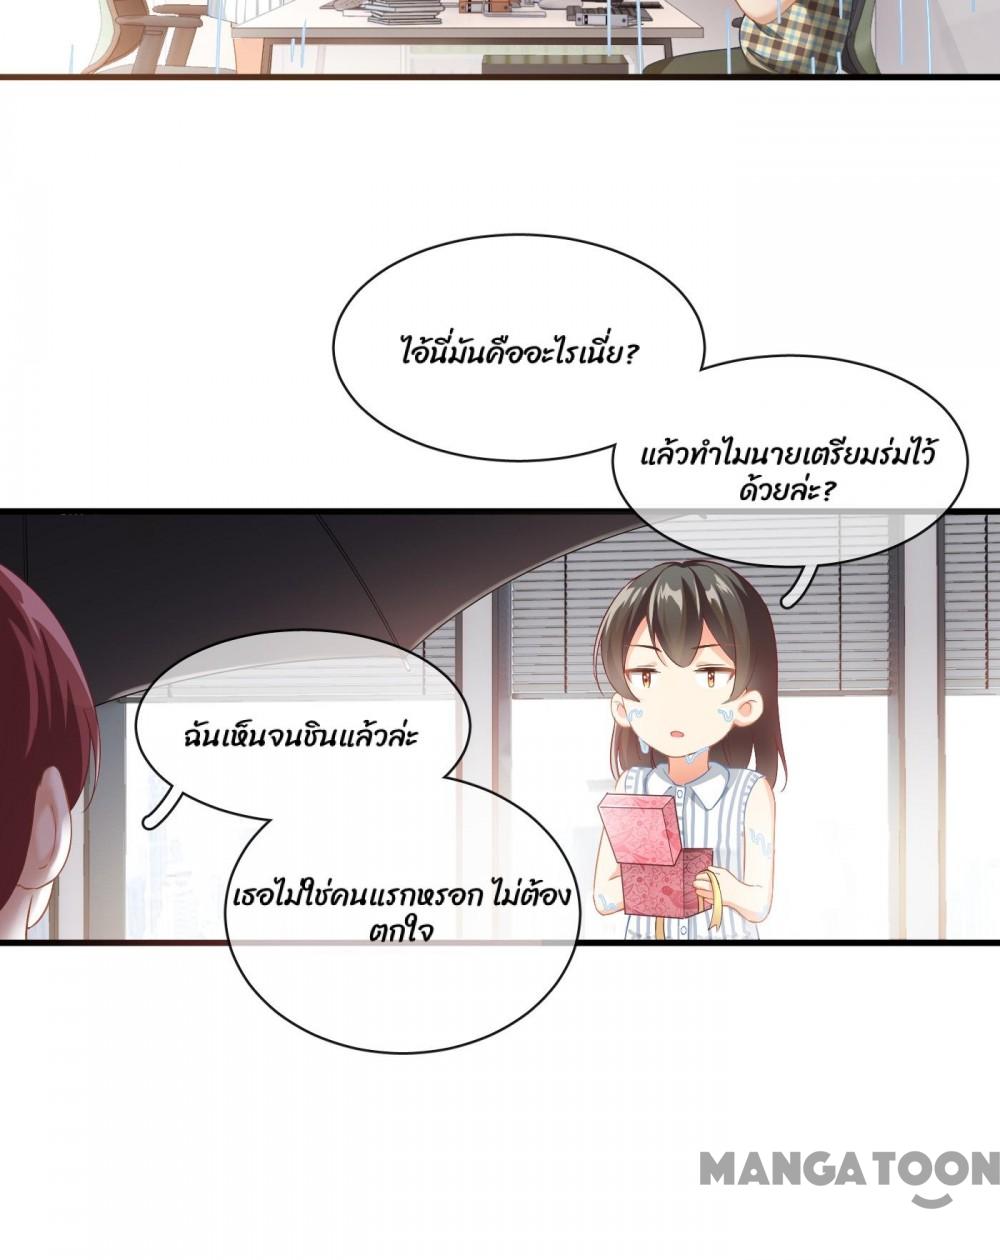 ไอ้นี่มันคืออะไรเนี่ย?
แล้วทำไมนายเตรียมร่มไว้
ด้วยล่ะ?
ฉันเห็นจนชินแล้วล่ะ
เธอไม่ใช่คนแรกหรอก ไม่ต้อง
ตกใจ
MANGATOON